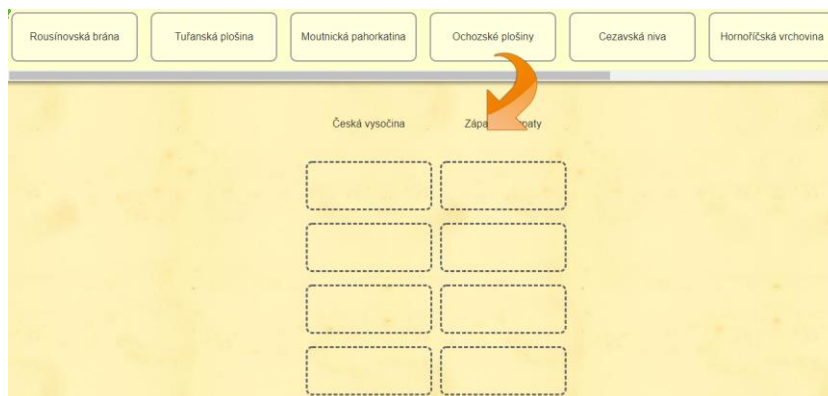 Rousínovská brána
Tuřanská plošina
Moutnická pahorkatina
Ochozské plošiny
Cezavská niva
Hornoříčská vrchovina
Česká vysočina